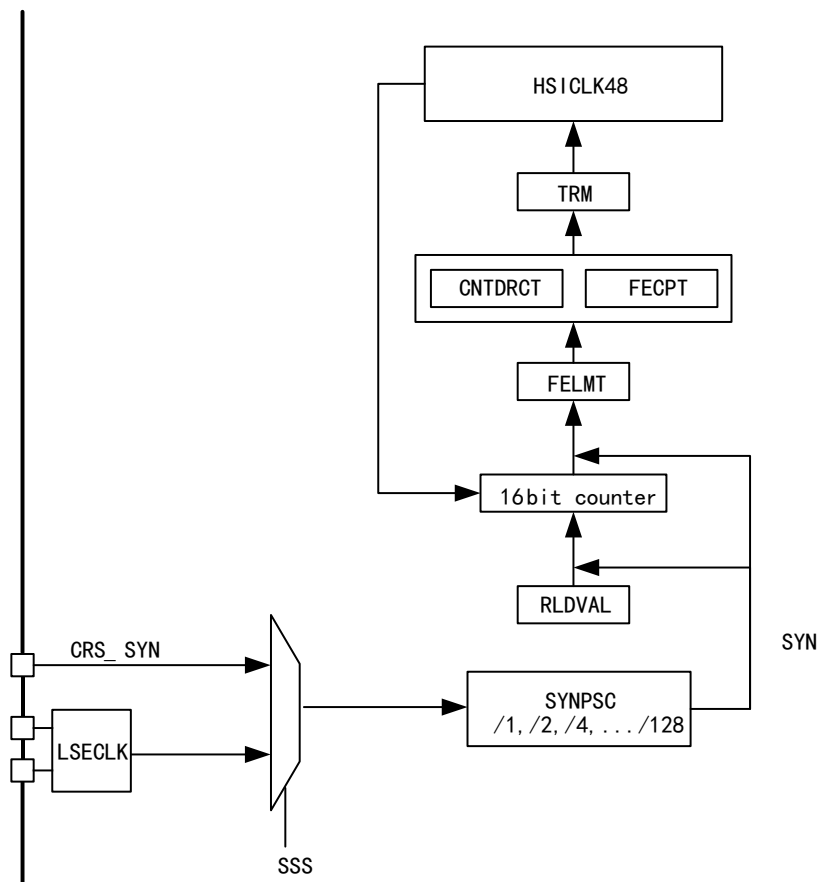 HSICLK48
TRM
CNTDRCT FECPT
FELMT
16bit counter
RLDVAL
SYN
CRS_ SYN
SYNPSC
/1, /2, /4, ... /128
LSECLK
SSS